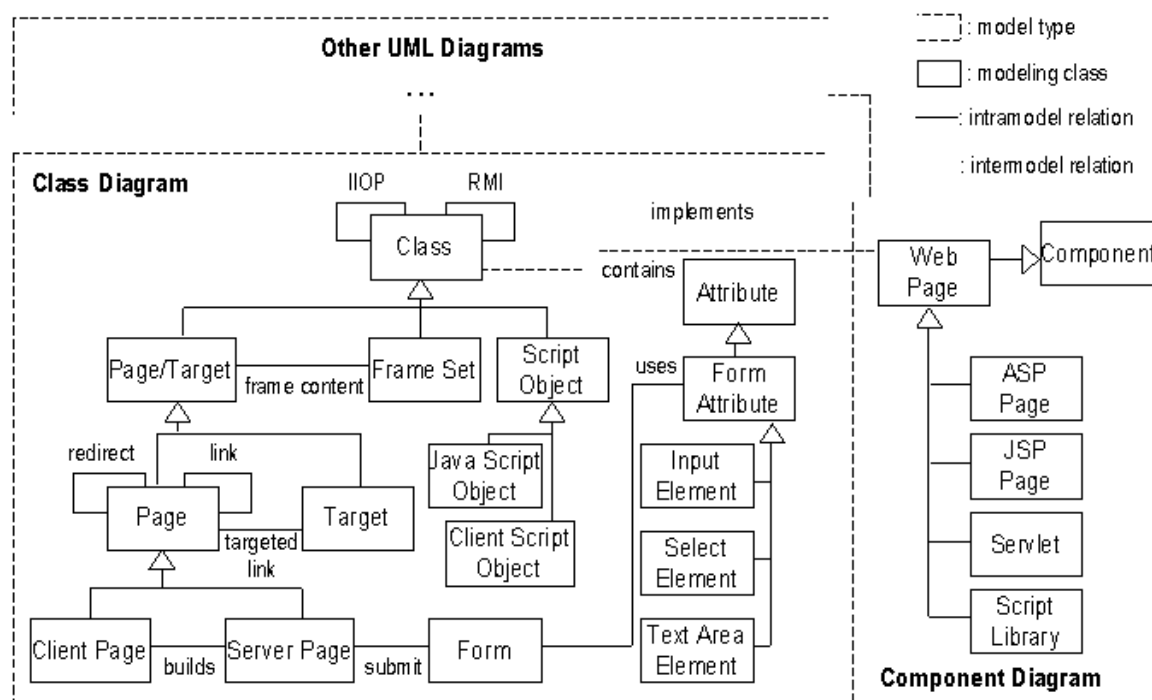 Other UML Diagrams
...
: model type
: modeling class
: intramodel relation
: intermodel relation
Class Diagram
IIOP
RMI
Class
implements
contains
Attribute
Web
Page
Component
Page/Target
frame content
Frame Set
Script
Object
uses
Form
Attribute
ASP
Page
redirect
link
Java Script
Object
Input
Element
JSP
Page
Page
targeted
link
Target
Client Script
Object
Select
Element
Servlet
Client Page
builds
Server Page
submit
Form
Text Area
Element
Script
Library
Component Diagram